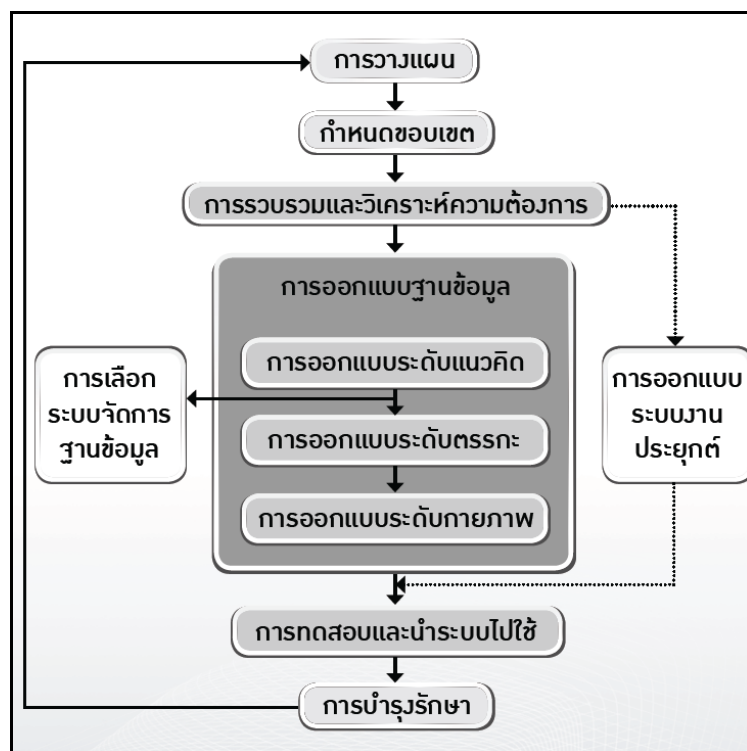 การวางแผน
กำหนดขอบเขต
การรวบรวมและวิเคราะห์ความต้องการ
การออกแบบฐานข้อมูล
การออกแบบระดับแนวคิด
การเลือก
ระบบจัดการ
ฐานข้อมูล
การออกแบบ
ระบบงาน
ประยุกต์
การออกแบบระดับตรรกะ
การออกแบบระดับกายภาพ
การทดสอบและนำระบบไปใช้
การบำรุงรักษา